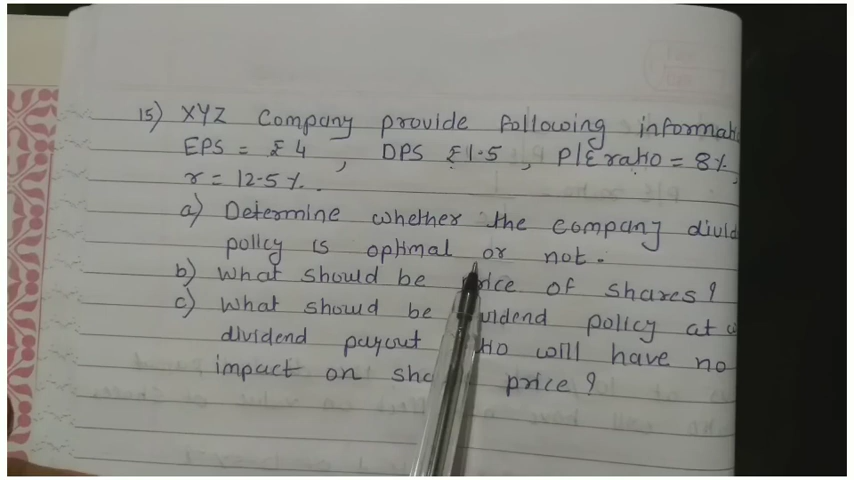 15) XYZ Company provide following
EPS = ₹ 4 , DPS ₹ 1.5 , P/E ratio = 8 %
r = 12.5 %.
a) Determine whether the company
policy is optimal or not.
b) What should be price of shares?
c) What should be policy at
dividend payout will have no
impact on price?